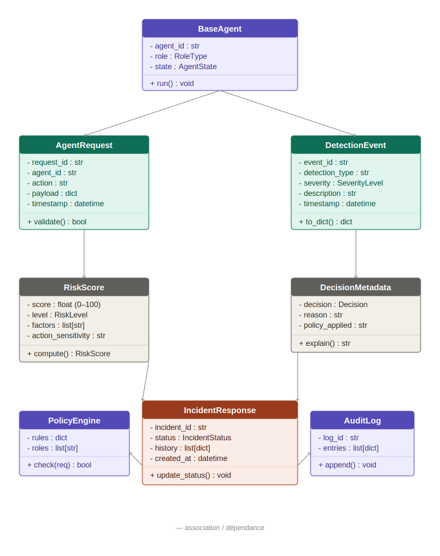 BaseAgent
- agent_id : str
- role : RoleType
- state : AgentState
+ run() : void
AgentRequest
- request_id : str
- agent_id : str
- action : str
- payload : dict
- timestamp : datetime
+ validate() : bool
DetectionEvent
- event_id : str
- detection_type : str
- severity : SeverityLevel
- description : str
- timestamp : datetime
+ to_dict() : dict
RiskScore
- score : float (0–100)
- level : RiskLevel
- factors : list[str]
- action_sensitivity : str
+ compute() : RiskScore
DecisionMetadata
- decision : Decision
- reason : str
- policy_applied : str
+ explain() : str
PolicyEngine
- rules : dict
- roles : list[str]
+ check(req) : bool
IncidentResponse
- incident_id : str
- status : IncidentStatus
- history : list[dict]
- created_at : datetime
+ update_status() : void
AuditLog
- log_id : str
- entries : list[dict]
+ append() : void
— association / dépendance